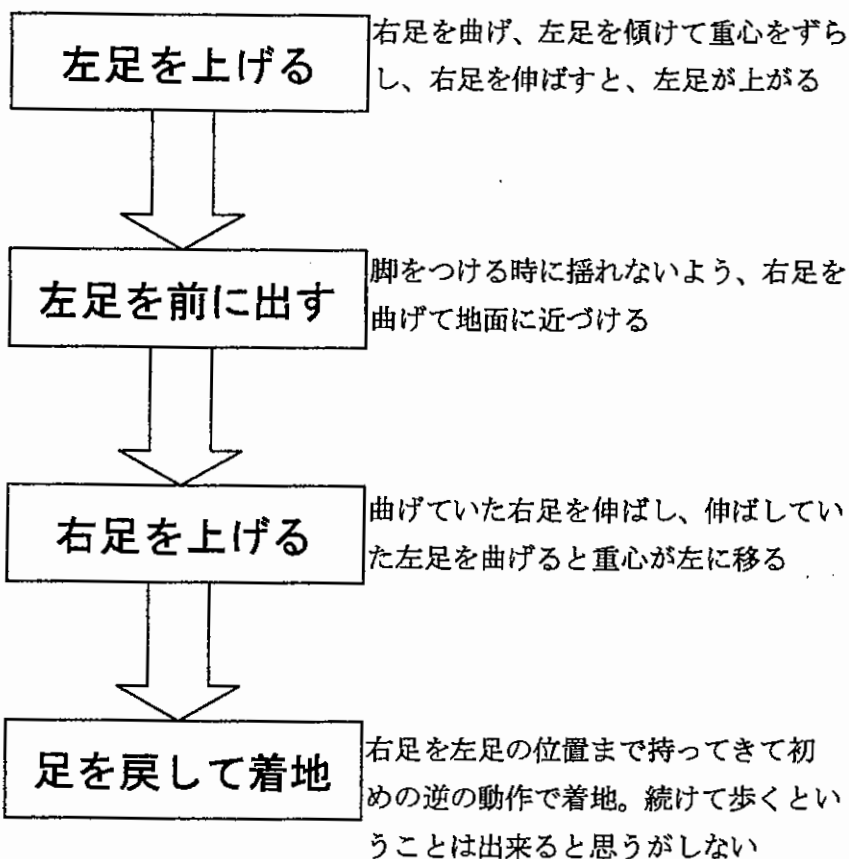 左足を上げる
右足を曲げ、左足を傾けて重心をずら
し、右足を伸ばすと、左足が上がる
左足を前に出す
脚をつける時に揺れないよう、右足を
曲げて地面に近づける
右足を上げる
曲げていた右足を伸ばし、伸ばしてい
た左足を曲げると重心が左に移る
足を戻して着地
右足を左足の位置まで持ってきて初
めの逆の動作で着地。続けて歩くとい
うことは出来ると思うがしない